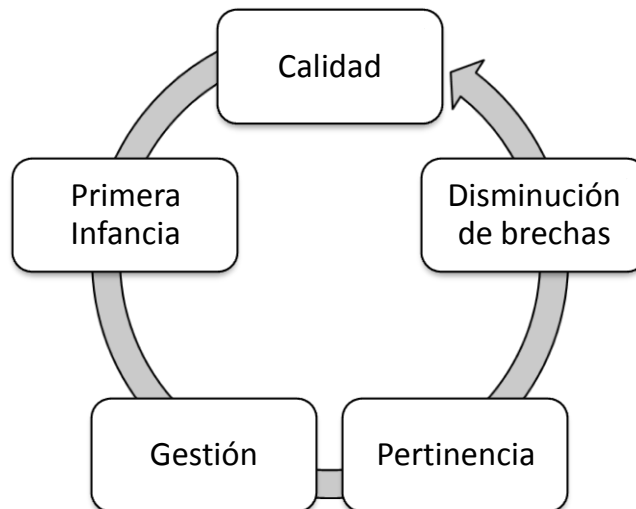 Calidad
Primera
Infancia
Disminución
de brechas
Gestión
Pertinencia